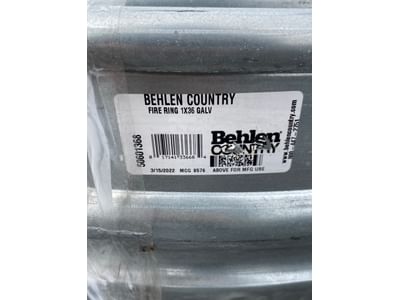 BEHLEN COUNTRY
FIRE RING 1X36 GALV
50601368
Behlen
COUNTRY
3/15/2022 MCG 8576 ABOVE FOR MFG USE
www.behlencountry.com